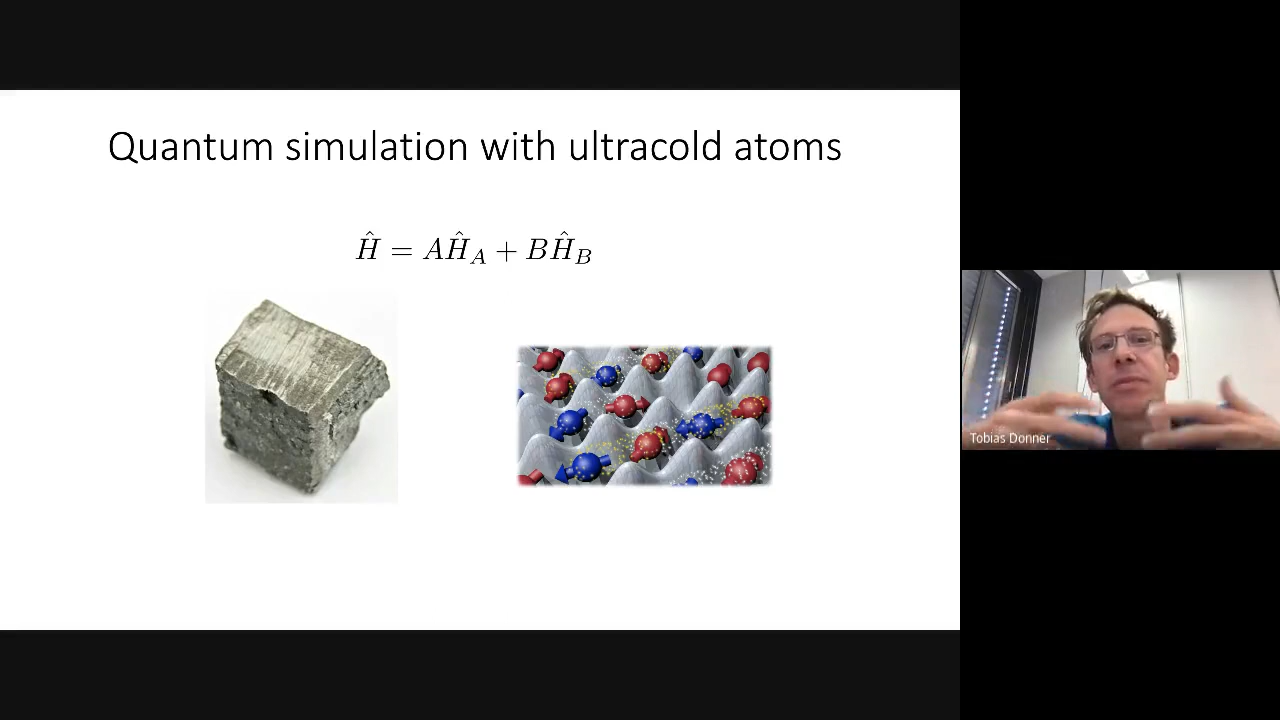 Quantum simulation with ultracold atoms
Ĥ = AĤ_A + BĤ_B
Tobias Donner